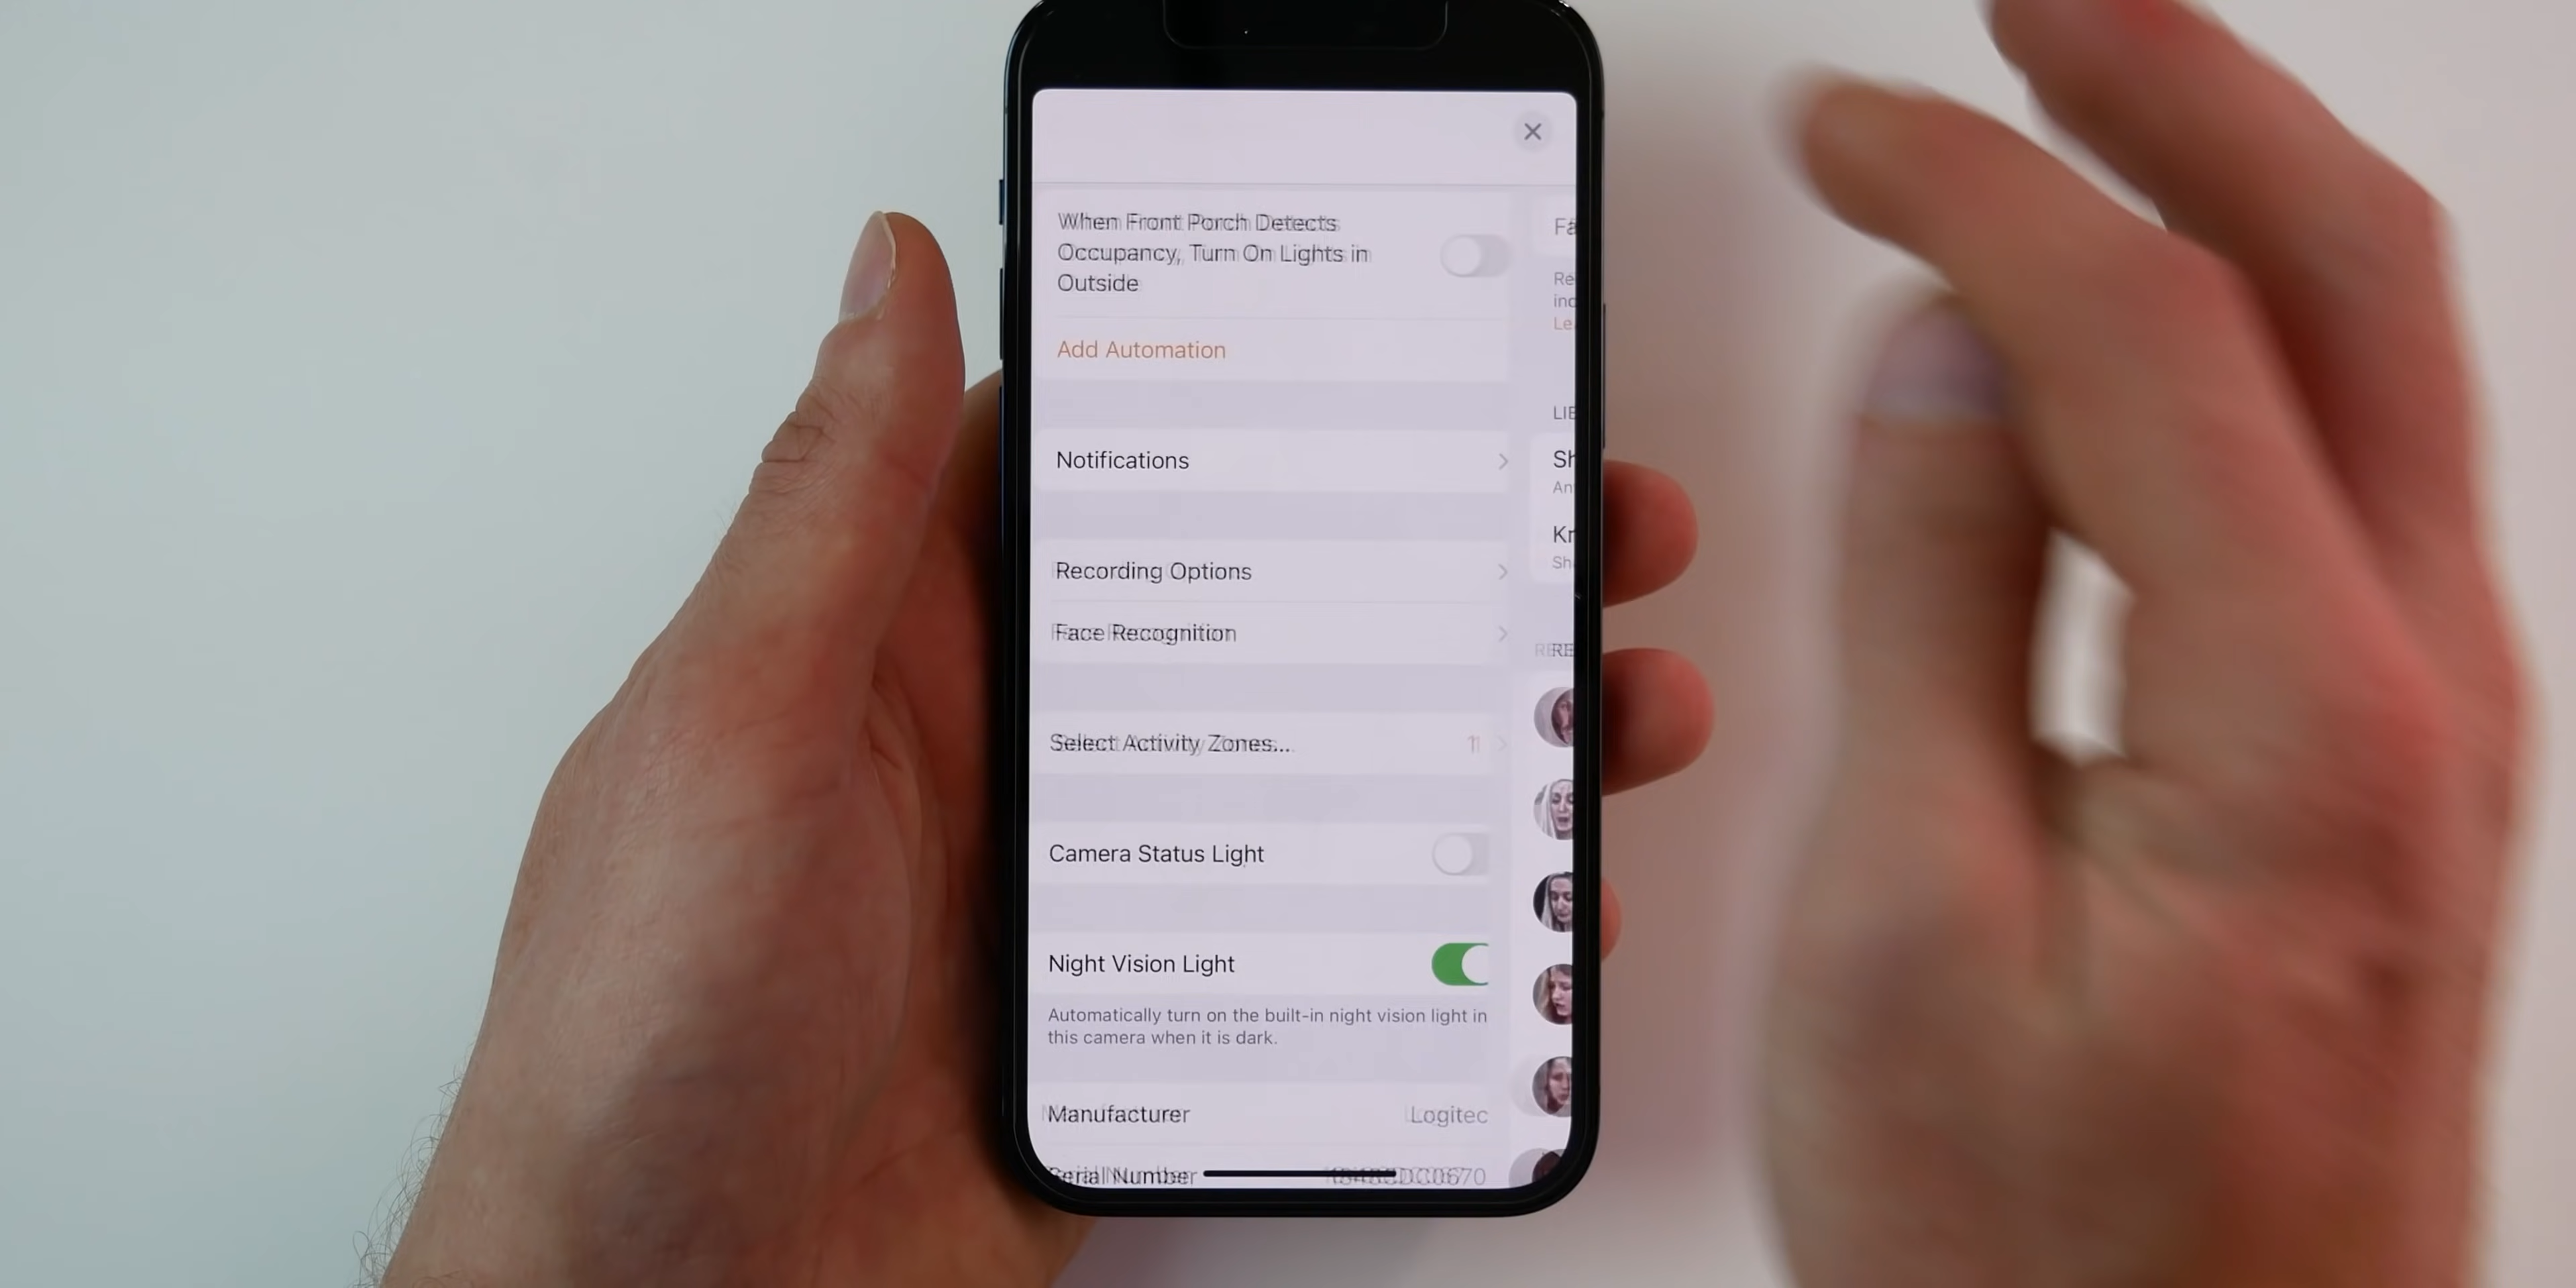 When Front Porch Detects
Occupancy, Turn On Lights in
Outside
Add Automation
Notifications
Recording Options
Face Recognition
Select Activity Zones...
Camera Status Light
Night Vision Light
Automatically turn on the built-in night vision light in
this camera when it is dark.
Manufacturer
Logitec
Serial Number